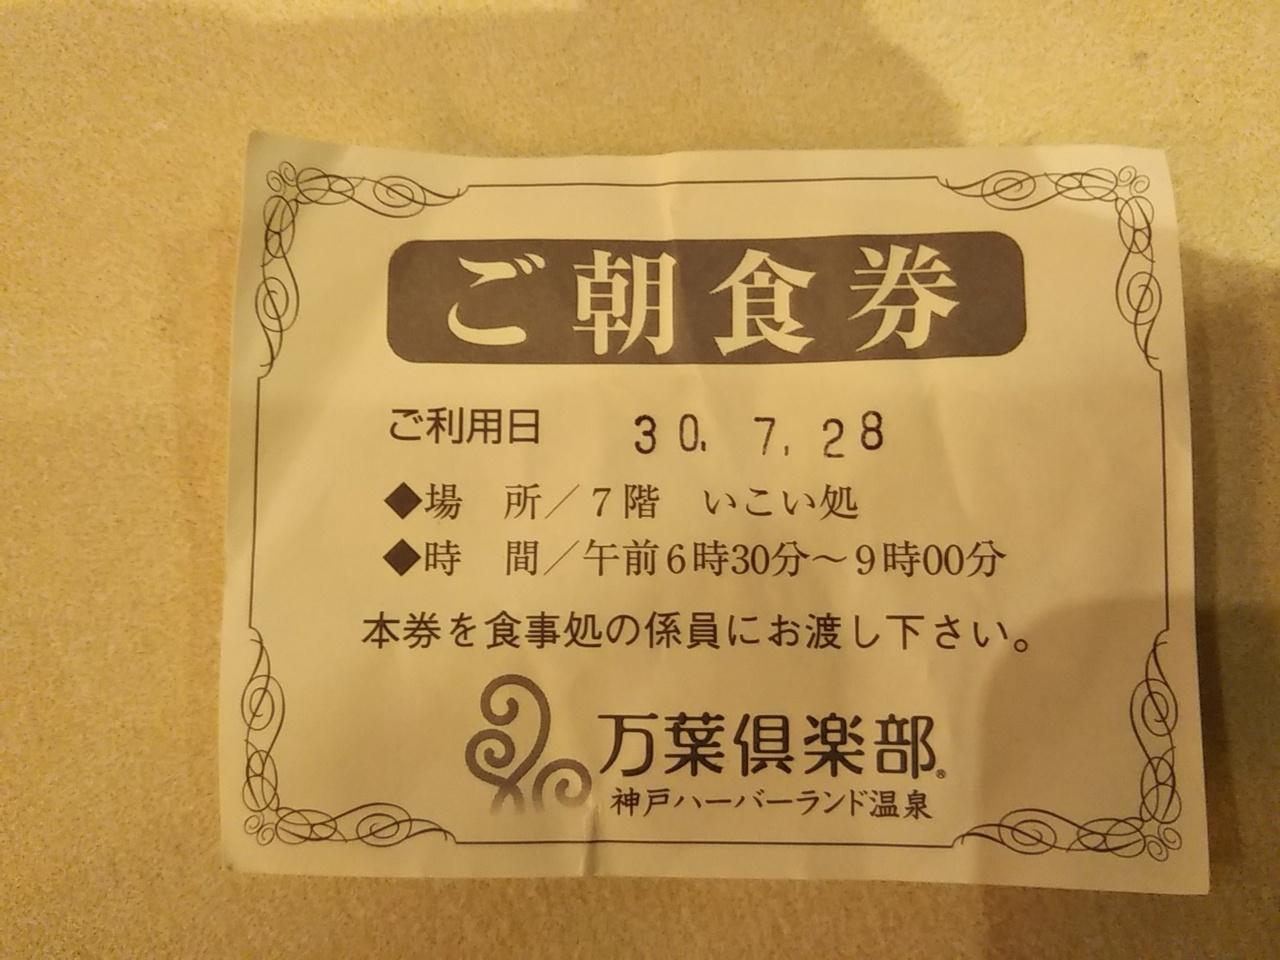 ご朝食券
ご利用日 30. 7. 28
◆場 所／7階 いこい処
◆時 間／午前6時30分～9時00分
本券を食事処の係員にお渡し下さい。
万葉倶楽部®
神戸ハーバーランド温泉